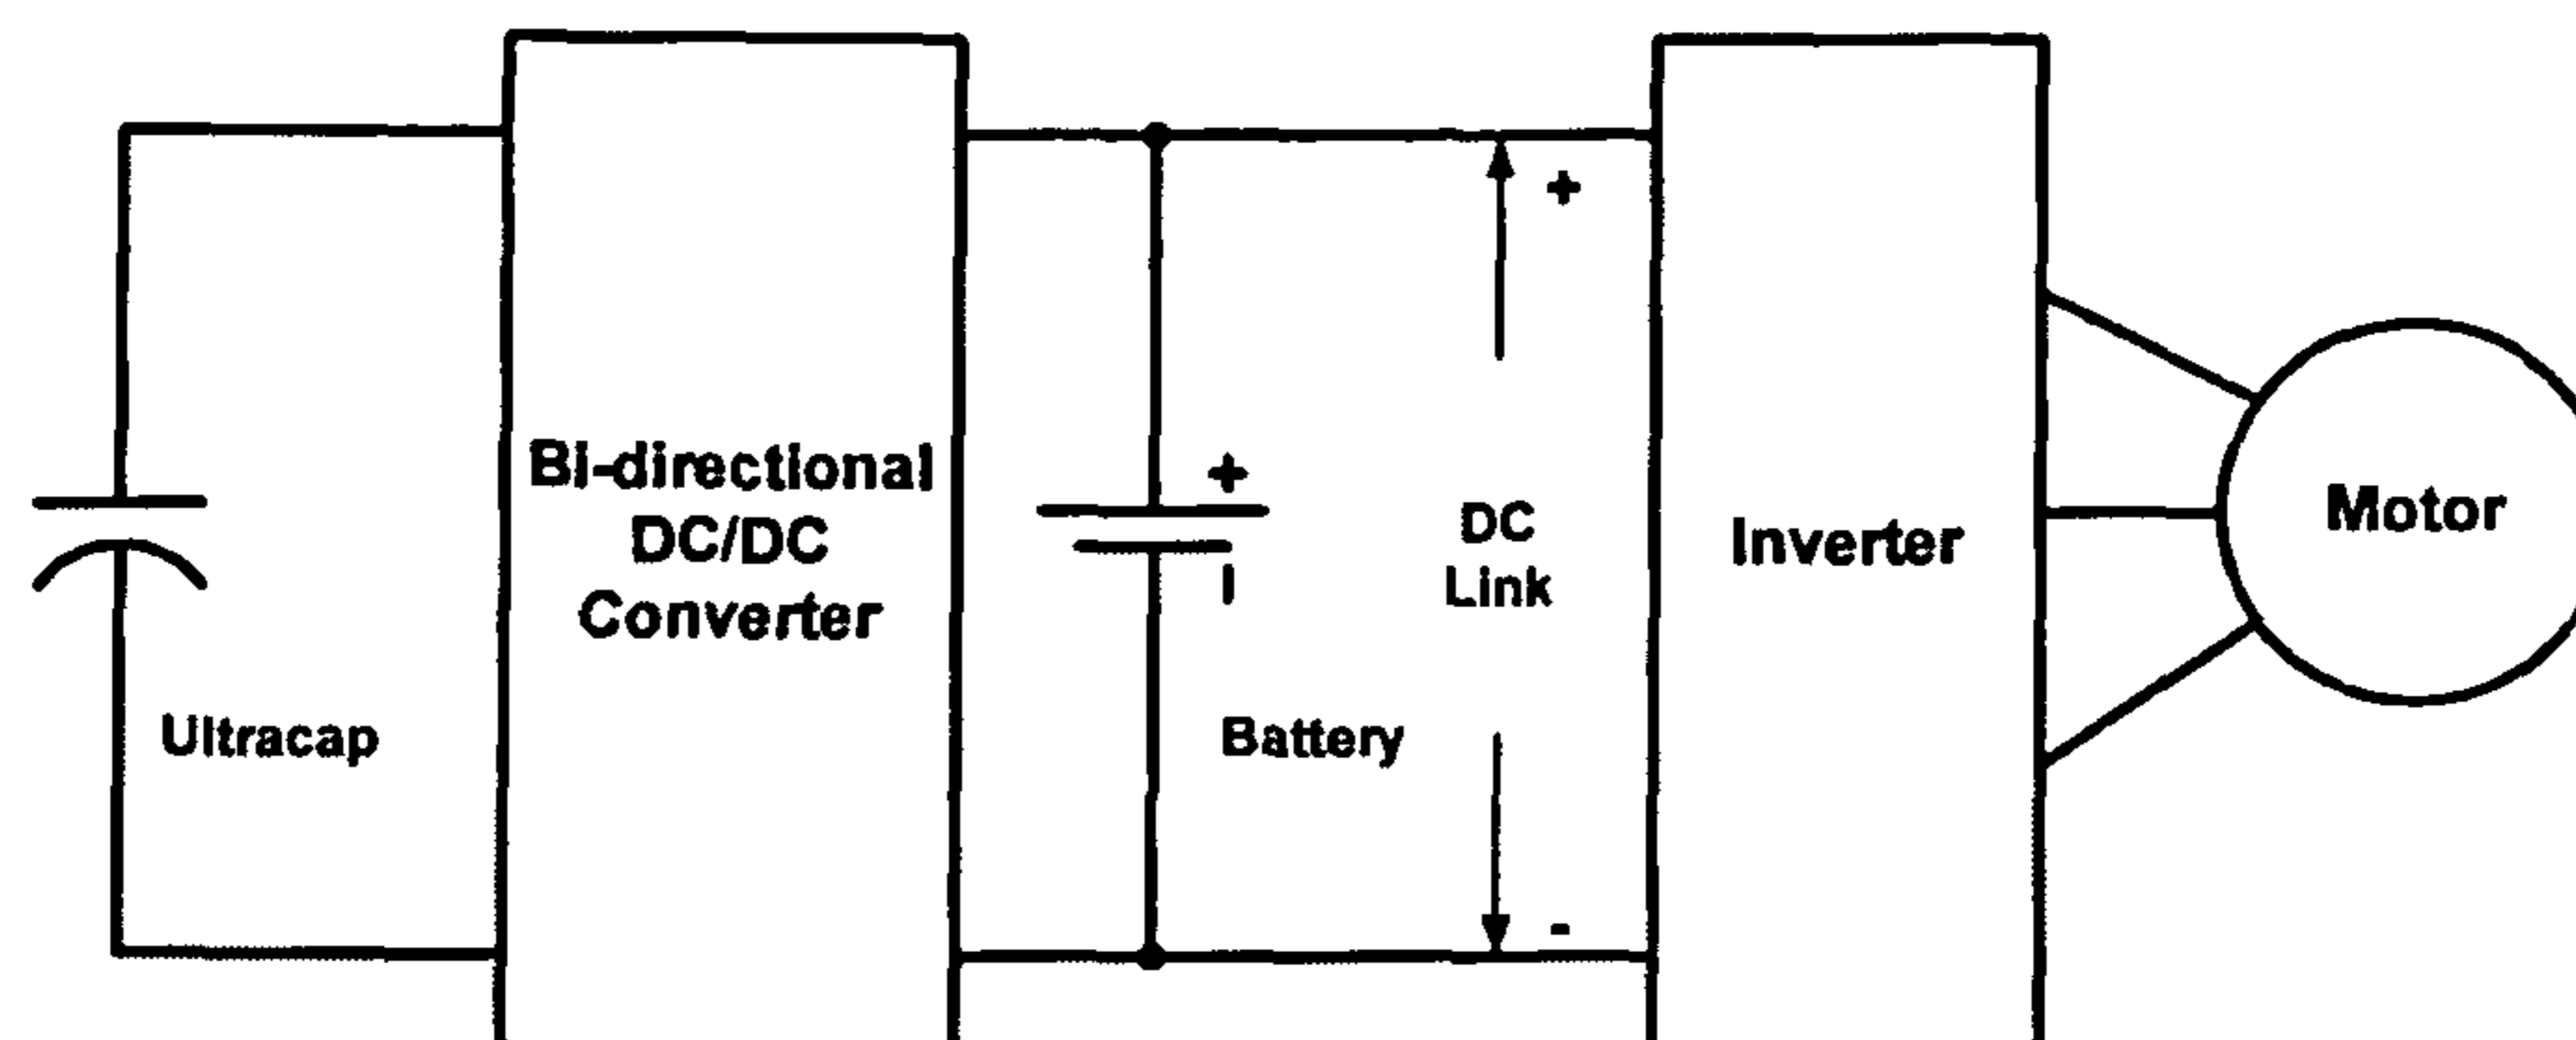 Bi-directional
DC/DC
Converter
Ultracap
+
-
Battery
+
DC
Link
-
Inverter
Motor